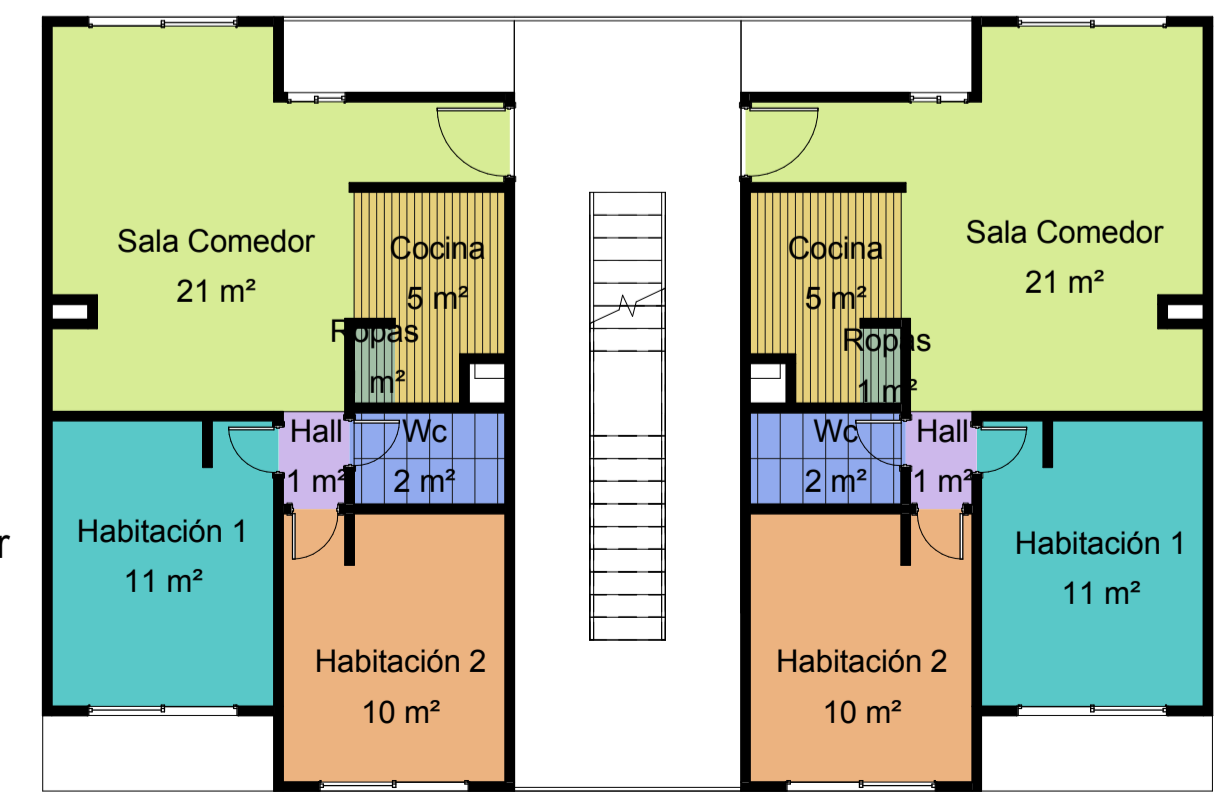 Sala Comedor
21 m²
Cocina
5 m²
Ropas
m²
Hall
1 m²
Wc
2 m²
Habitación 1
11 m²
Habitación 2
10 m²
r
Cocina
5 m²
Sala Comedor
21 m²
Ropas
1 m²
Wc
2 m²
Hall
1 m²
Habitación 1
11 m²
Habitación 2
10 m²